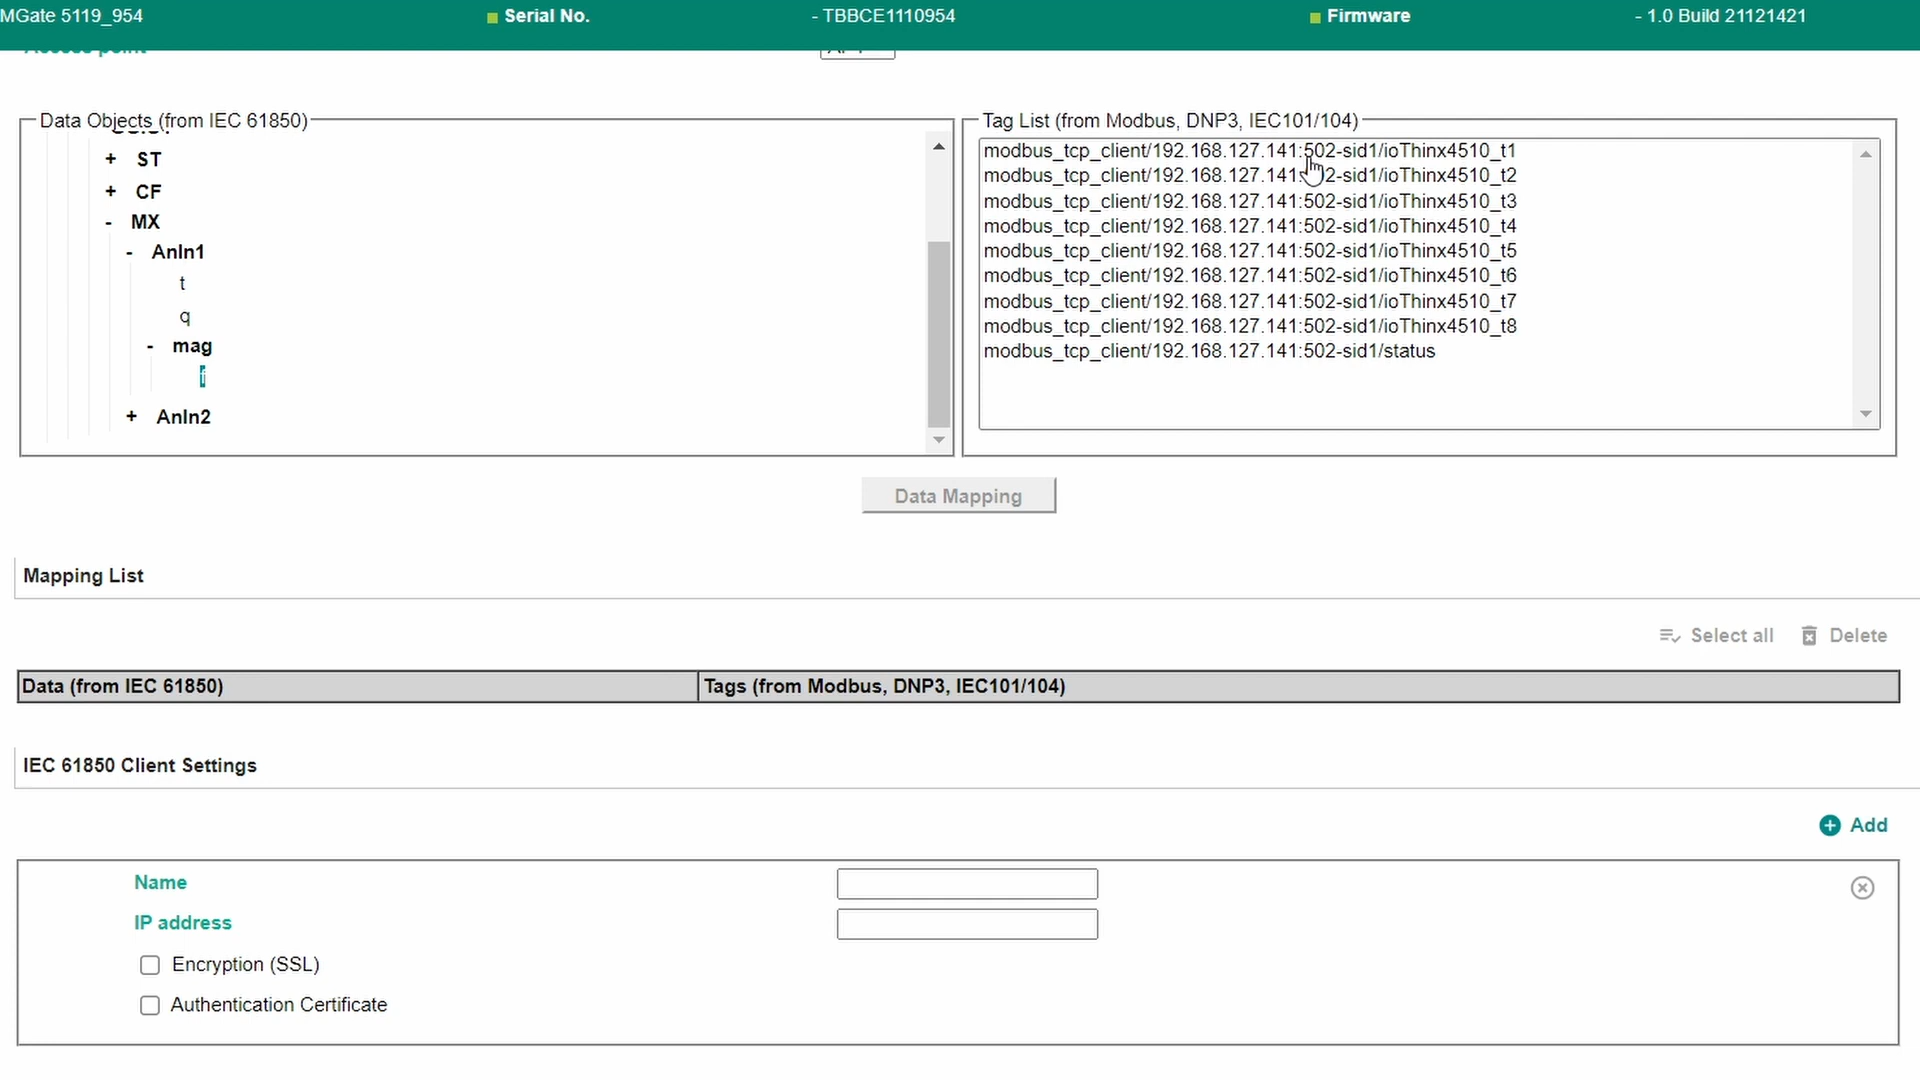 MGate 5119_954 Serial No. - TBBCE1110954 Firmware - 1.0 Build 21121421
Data Objects (from IEC 61850)
+ ST
+ CF
- MX
- AnIn1
t
q
- mag
f
+ AnIn2
Tag List (from Modbus, DNP3, IEC101/104)
modbus_tcp_client/192.168.127.141:502-sid1/ioThinx4510_t1
modbus_tcp_client/192.168.127.141:502-sid1/ioThinx4510_t2
modbus_tcp_client/192.168.127.141:502-sid1/ioThinx4510_t3
modbus_tcp_client/192.168.127.141:502-sid1/ioThinx4510_t4
modbus_tcp_client/192.168.127.141:502-sid1/ioThinx4510_t5
modbus_tcp_client/192.168.127.141:502-sid1/ioThinx4510_t6
modbus_tcp_client/192.168.127.141:502-sid1/ioThinx4510_t7
modbus_tcp_client/192.168.127.141:502-sid1/ioThinx4510_t8
modbus_tcp_client/192.168.127.141:502-sid1/status
Data Mapping
Mapping List
Select all Delete
Data (from IEC 61850) Tags (from Modbus, DNP3, IEC101/104)
IEC 61850 Client Settings
Add
Name
IP address
Encryption (SSL)
Authentication Certificate